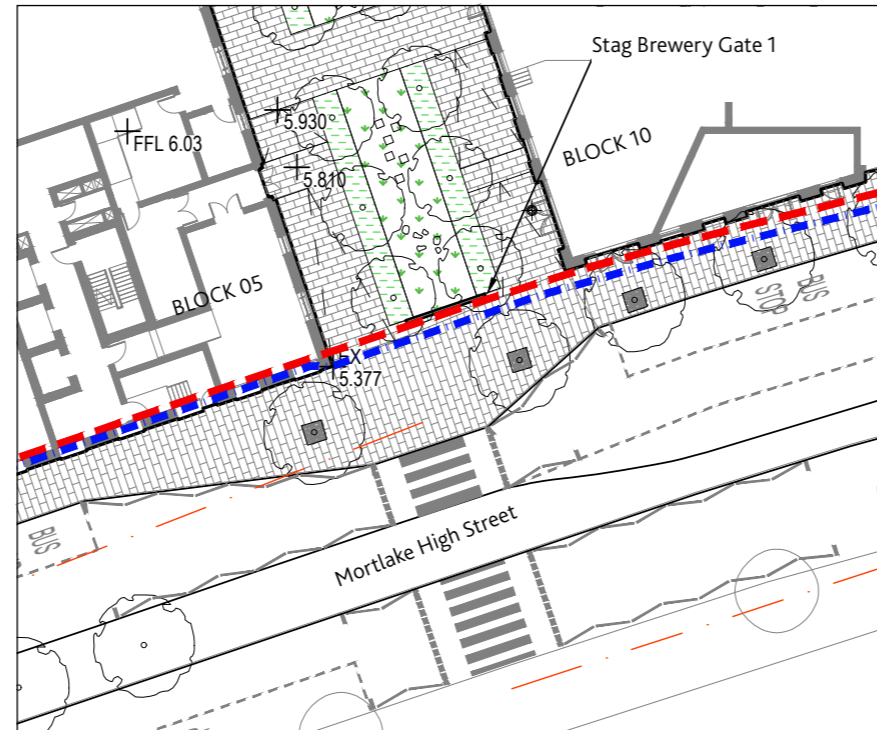 Stag Brewery Gate 1
5.930
FFL 6.03
BLOCK 10
5.810
BLOCK 05
BUS
STOP
EX
5.377
BUS
Mortlake High Street